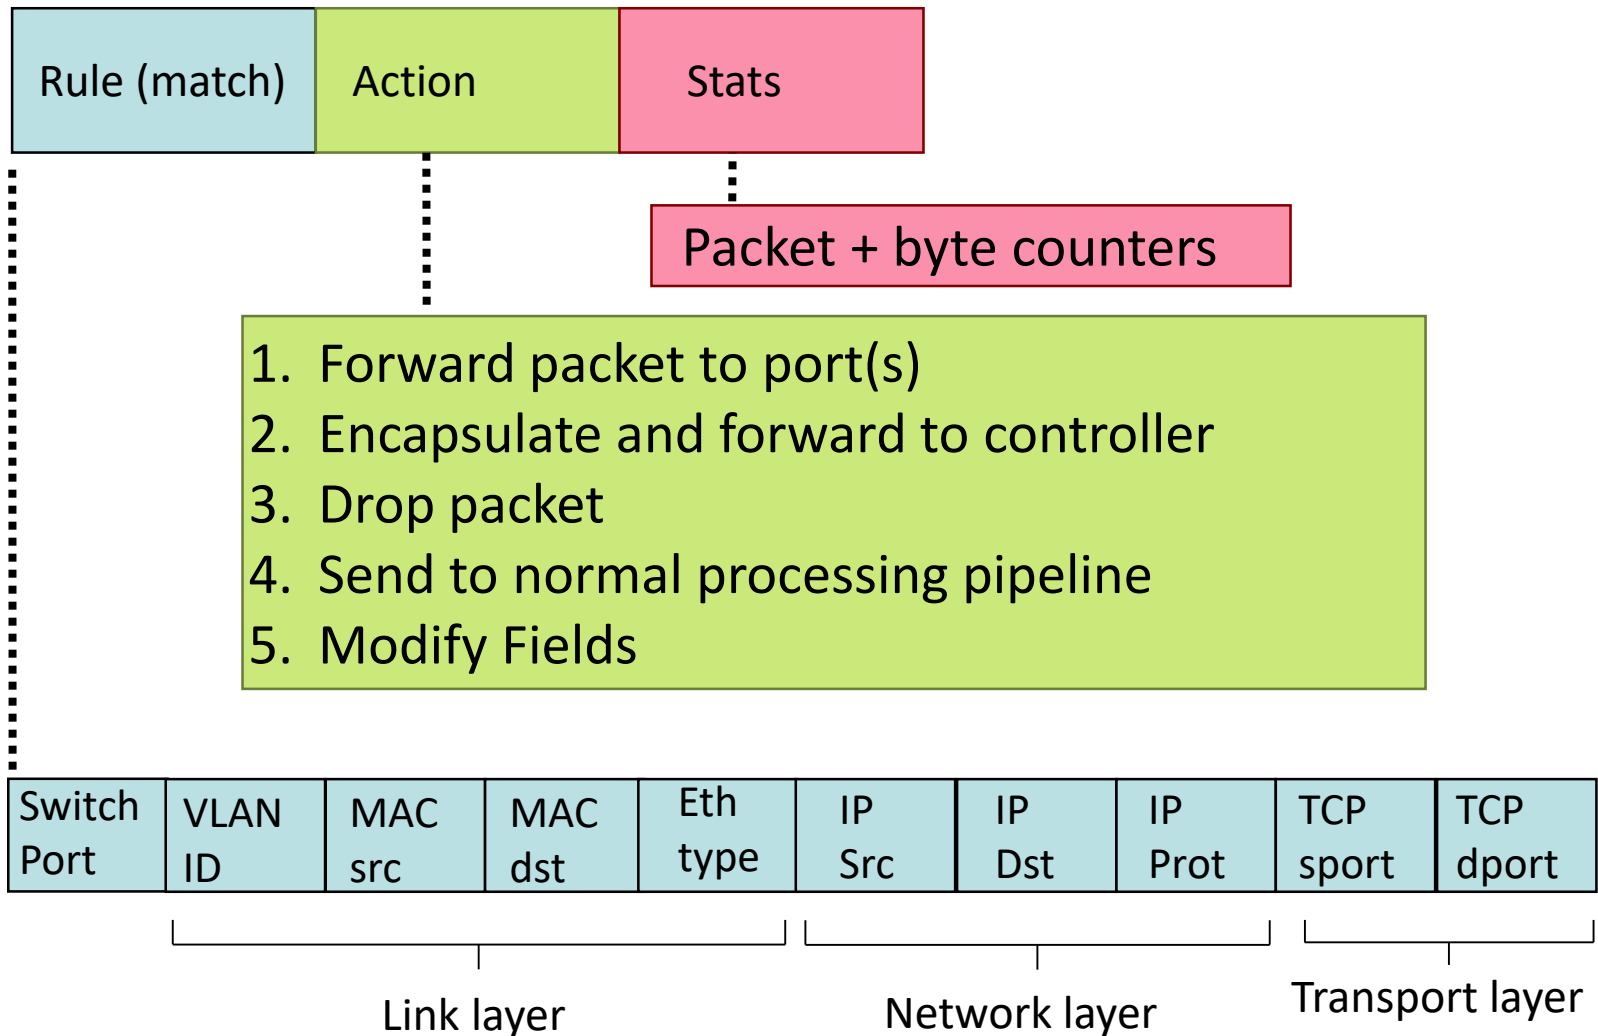 Rule (match)
Action
Stats
Packet + byte counters
1. Forward packet to port(s)
2. Encapsulate and forward to controller
3. Drop packet
4. Send to normal processing pipeline
5. Modify Fields
Switch
Port
VLAN
ID
MAC
src
MAC
dst
Eth
type
IP
Src
IP
Dst
IP
Prot
TCP
sport
TCP
dport
Link layer
Network layer
Transport layer